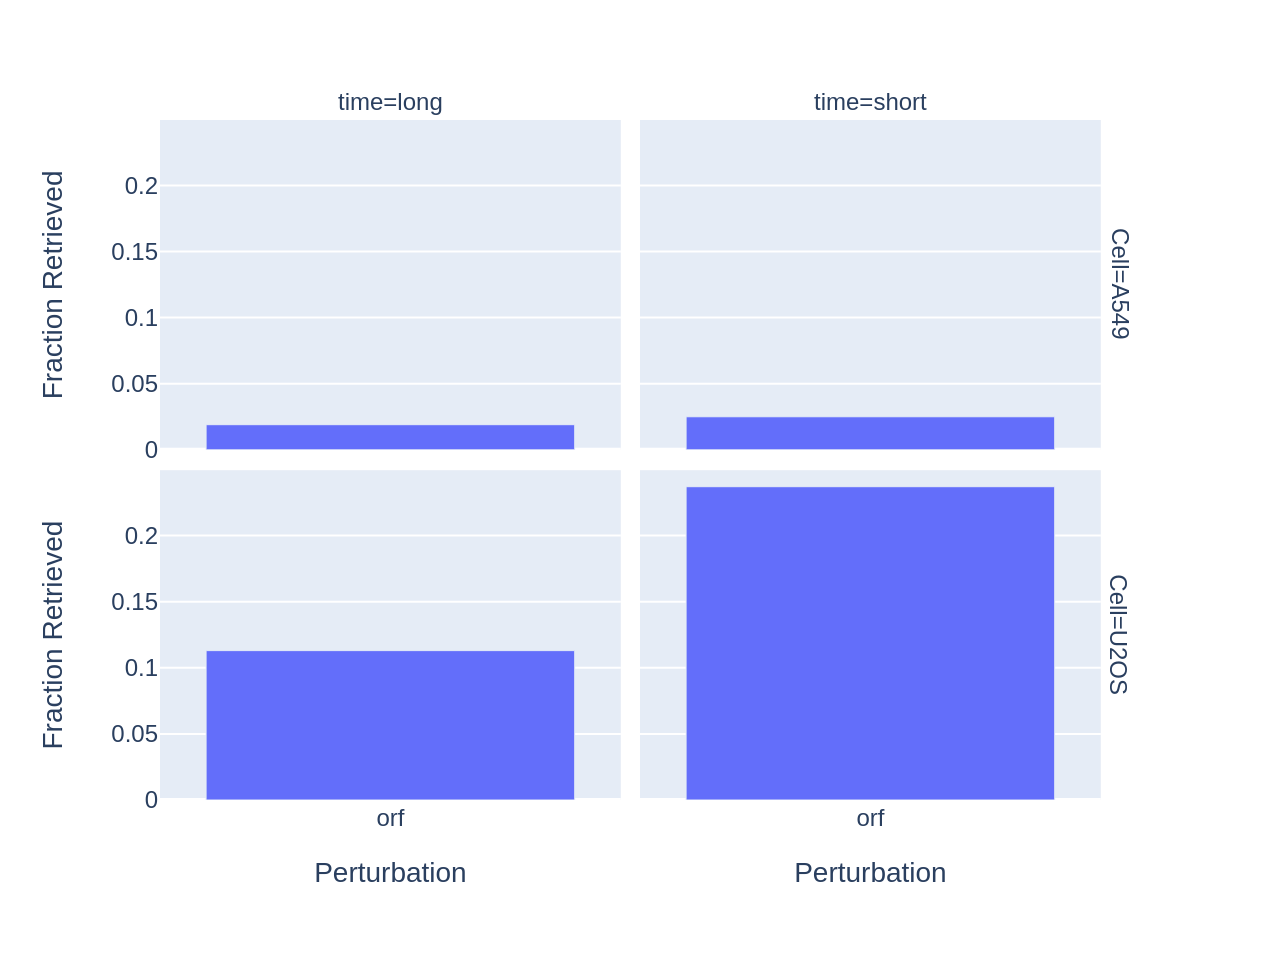 time=long
time=short
Fraction Retrieved
0.2
0.15
0.1
0.05
0
Cell=A549
Fraction Retrieved
0.2
0.15
0.1
0.05
0
Cell=U2OS
orf
orf
Perturbation
Perturbation